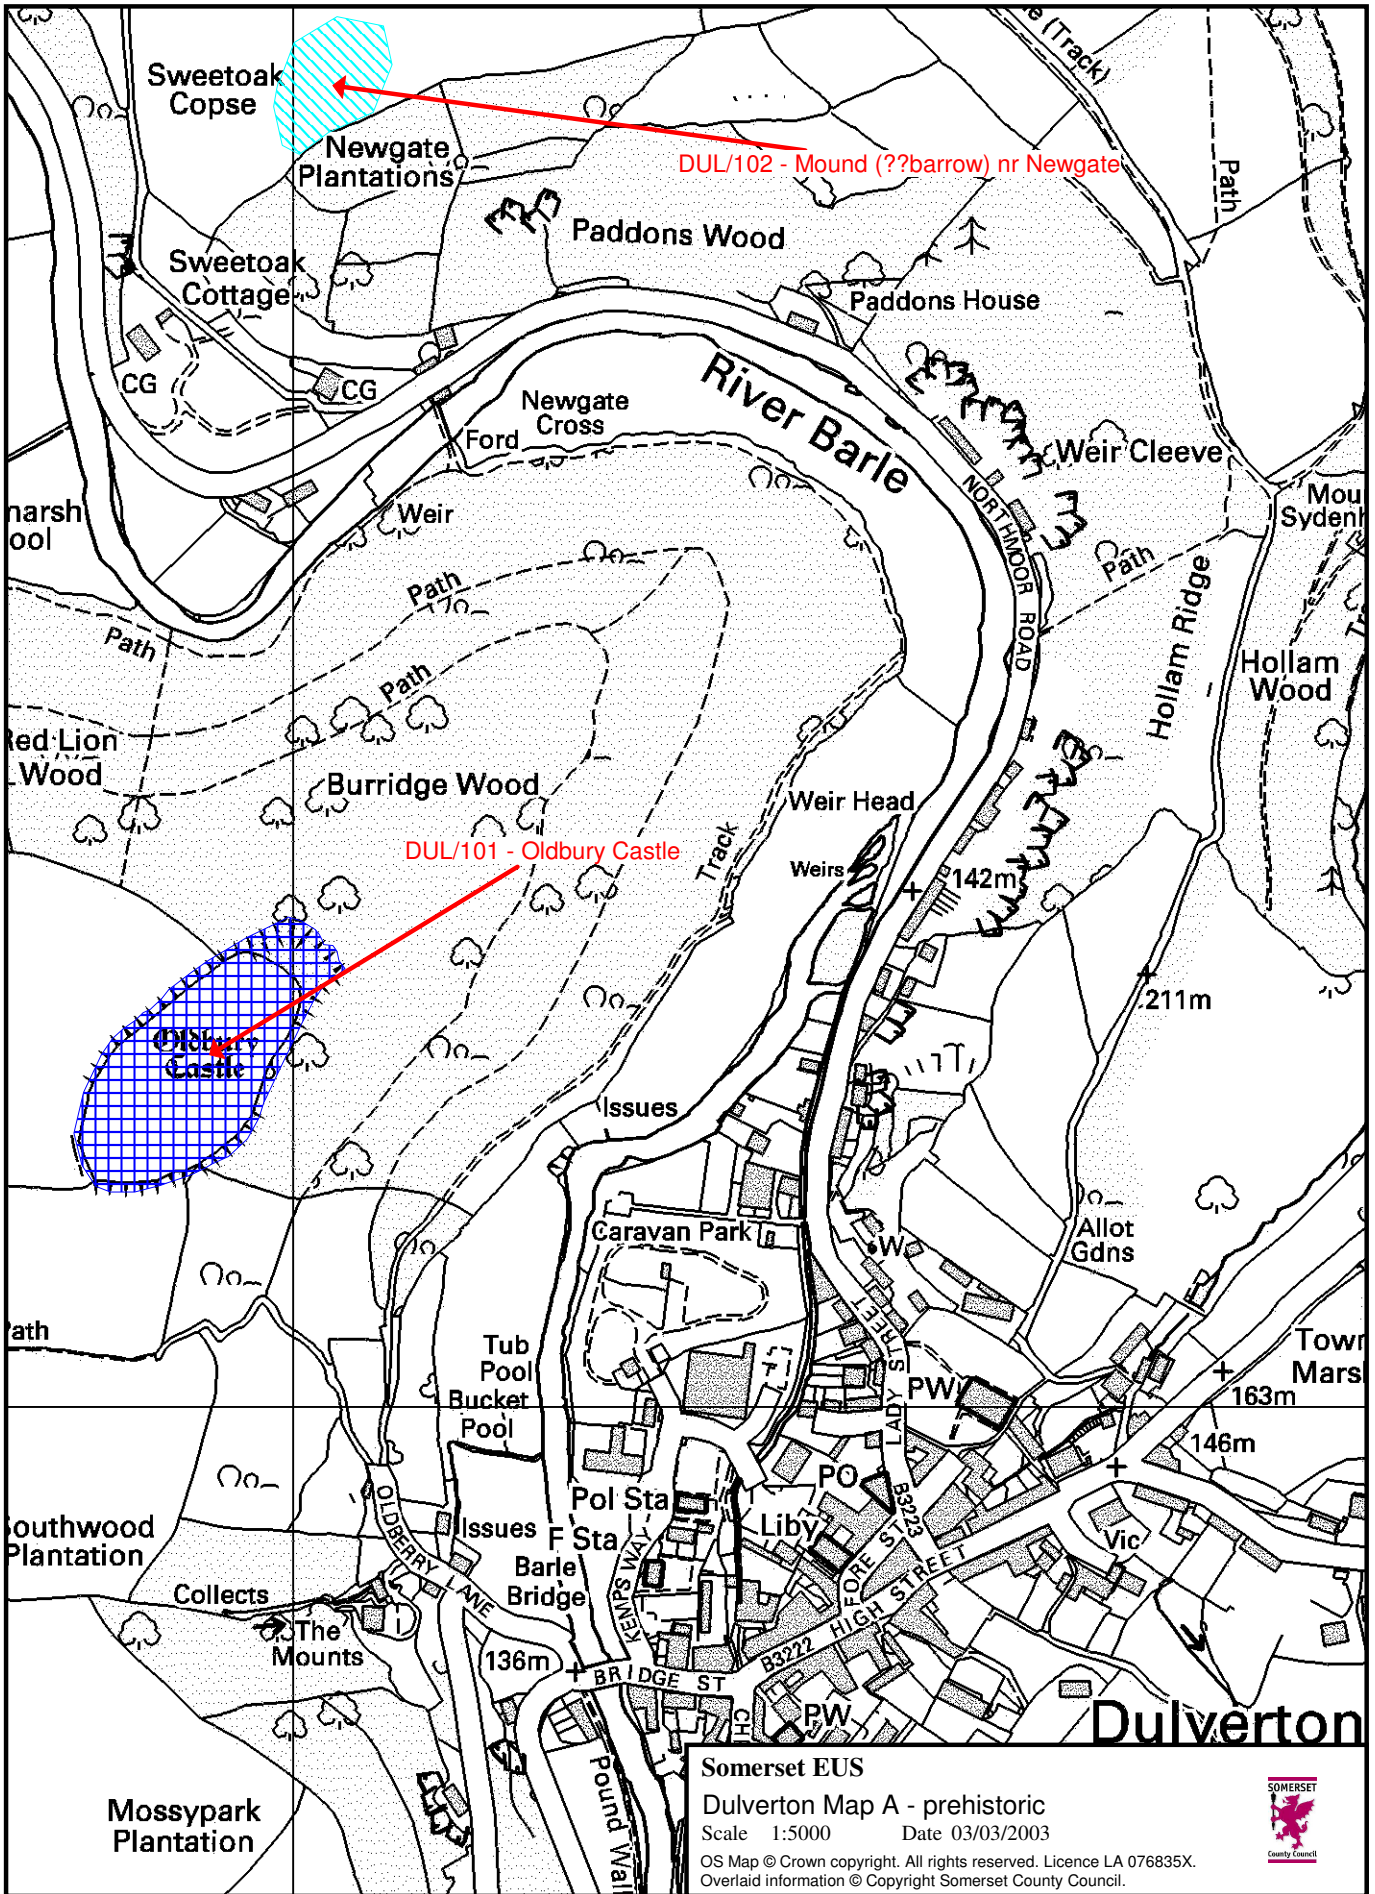 (Track)
Sweetoak
Copse
Newgate
Plantations
DUL/102 - Mound (??barrow) nr Newgate
Path
Paddons Wood
Sweetoak
Cottage
Paddons House
CG
CG
River Barle
Newgate
Cross
Ford
Weir Cleeve
NORTHMOOR ROAD
Weir
Path
Path
Path
Path
Hollam Ridge
Hollam
Wood
Red Lion
Wood
Burridge Wood
Weir Head
DUL/101 - Oldbury Castle
Track
Weirs
142m
211m
Oldbury
Castle
Issues
Caravan Park
W
Allot
Gdns
Path
Tub
Pool
Bucket
Pool
LADY STREET
PW
163m
146m
PO
B3223
Pol Sta
Liby
Southwood
Plantation
OLDBERRY LANE
Issues
F Sta
Barle
Bridge
KEMPS WAY
FORE ST
Vic
Collects
The
Mounts
136m
BRIDGE ST
B3222 HIGH STREET
PW
Dulverton
Mossypark
Plantation
Somerset EUS
Dulverton Map A - prehistoric
Scale 1:5000 Date 03/03/2003
OS Map © Crown copyright. All rights reserved. Licence LA 076835X.
Overlaid information © Copyright Somerset County Council.
SOMERSET
County Council